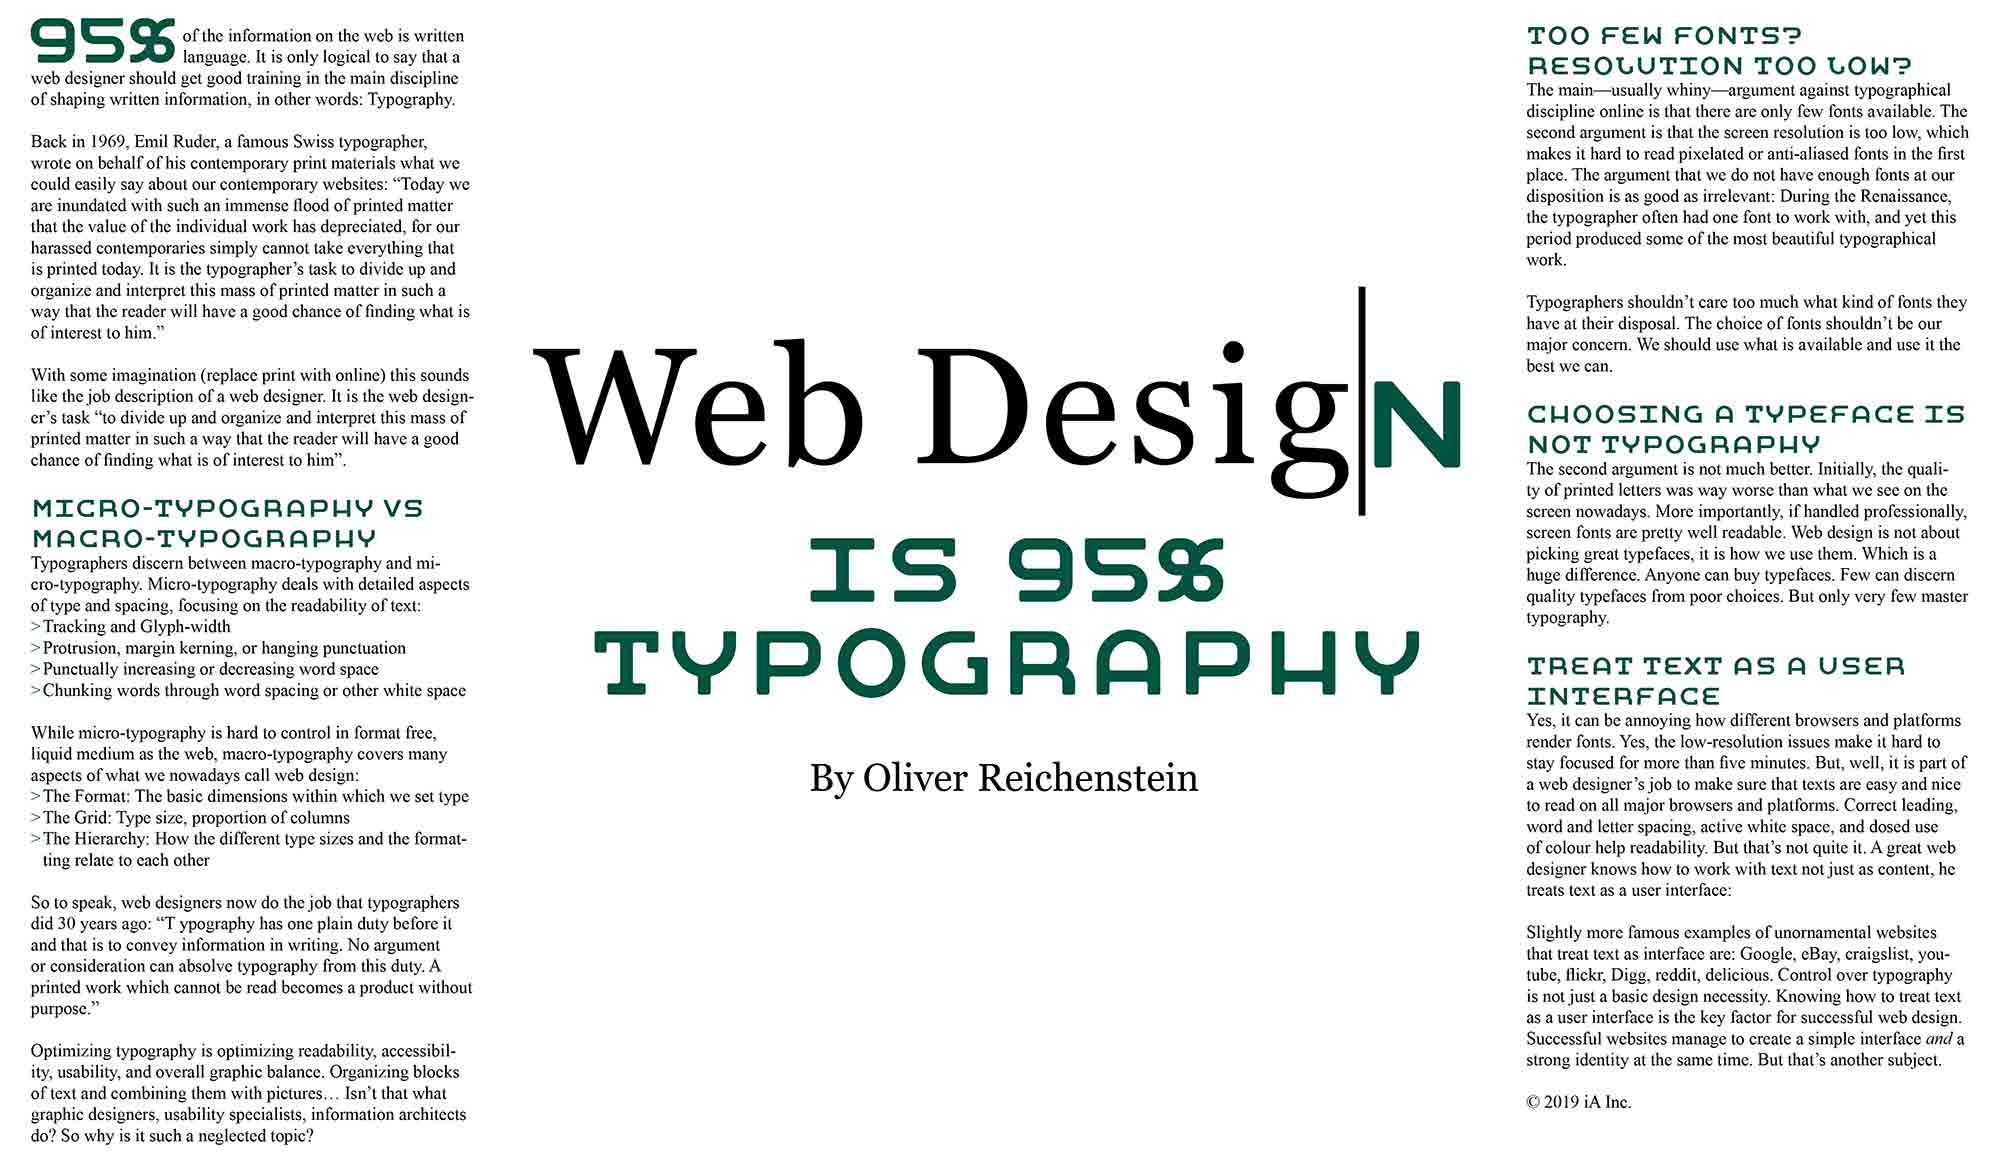 95% of the information on the web is written
language. It is only logical to say that a
web designer should get good training in the main discipline
of shaping written information, in other words: Typography.
Back in 1969, Emil Ruder, a famous Swiss typographer,
wrote on behalf of his contemporary print materials what we
could easily say about our contemporary websites: “Today we
are inundated with such an immense flood of printed matter
that the value of the individual work has depreciated, for our
harassed contemporaries simply cannot take everything that
is printed today. It is the typographer’s task to divide up and
organize and interpret this mass of printed matter in such a
way that the reader will have a good chance of finding what is
of interest to him.”
With some imagination (replace print with online) this sounds
like the job description of a web designer. It is the web design-
er’s task “to divide up and organize and interpret this mass of
printed matter in such a way that the reader will have a good
chance of finding what is of interest to him”.
MICRO-TYPOGRAPHY VS
MACRO-TYPOGRAPHY
Typographers discern between macro-typography and mi-
cro-typography. Micro-typography deals with detailed aspects
of type and spacing, focusing on the readability of text:
> Tracking and Glyph-width
> Protrusion, margin kerning, or hanging punctuation
> Punctually increasing or decreasing word space
> Chunking words through word spacing or other white space
While micro-typography is hard to control in format free,
liquid medium as the web, macro-typography covers many
aspects of what we nowadays call web design:
> The Format: The basic dimensions within which we set type
> The Grid: Type size, proportion of columns
> The Hierarchy: How the different type sizes and the format-
ting relate to each other
So to speak, web designers now do the job that typographers
did 30 years ago: “T ypography has one plain duty before it
and that is to convey information in writing. No argument
or consideration can absolve typography from this duty. A
printed work which cannot be read becomes a product without
purpose.”
Optimizing typography is optimizing readability, accessibil-
ity, usability, and overall graphic balance. Organizing blocks
of text and combining them with pictures… Isn’t that what
graphic designers, usability specialists, information architects
do? So why is it such a neglected topic?
Web Desig|N
IS 95%
TYPOGRAPHY
By Oliver Reichenstein
TOO FEW FONTS?
RESOLUTION TOO LOW?
The main—usually whiny—argument against typographical
discipline online is that there are only few fonts available. The
second argument is that the screen resolution is too low, which
makes it hard to read pixelated or anti-aliased fonts in the first
place. The argument that we do not have enough fonts at our
disposition is as good as irrelevant: During the Renaissance,
the typographer often had one font to work with, and yet this
period produced some of the most beautiful typographical
work.
Typographers shouldn’t care too much what kind of fonts they
have at their disposal. The choice of fonts shouldn’t be our
major concern. We should use what is available and use it the
best we can.
CHOOSING A TYPEFACE IS
NOT TYPOGRAPHY
The second argument is not much better. Initially, the quali-
ty of printed letters was way worse than what we see on the
screen nowadays. More importantly, if handled professionally,
screen fonts are pretty well readable. Web design is not about
picking great typefaces, it is how we use them. Which is a
huge difference. Anyone can buy typefaces. Few can discern
quality typefaces from poor choices. But only very few master
typography.
TREAT TEXT AS A USER
INTERFACE
Yes, it can be annoying how different browsers and platforms
render fonts. Yes, the low-resolution issues make it hard to
stay focused for more than five minutes. But, well, it is part of
a web designer’s job to make sure that texts are easy and nice
to read on all major browsers and platforms. Correct leading,
word and letter spacing, active white space, and dosed use
of colour help readability. But that’s not quite it. A great web
designer knows how to work with text not just as content, he
treats text as a user interface:
Slightly more famous examples of unornamental websites
that treat text as interface are: Google, eBay, craigslist, you-
tube, flickr, Digg, reddit, delicious. Control over typography
is not just a basic design necessity. Knowing how to treat text
as a user interface is the key factor for successful web design.
Successful websites manage to create a simple interface and a
strong identity at the same time. But that’s another subject.
© 2019 iA Inc.